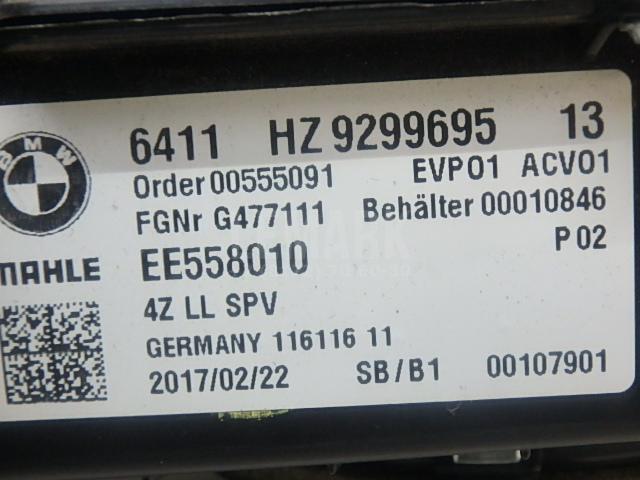 BMW
6411 HZ 9299695 13
Order 00555091 EVP01 ACV01
FGNr G477111 Behälter 00010846
MAHLE EE558010 P 02
4Z LL SPV
GERMANY 116116 11
2017/02/22 SB/B1 00107901